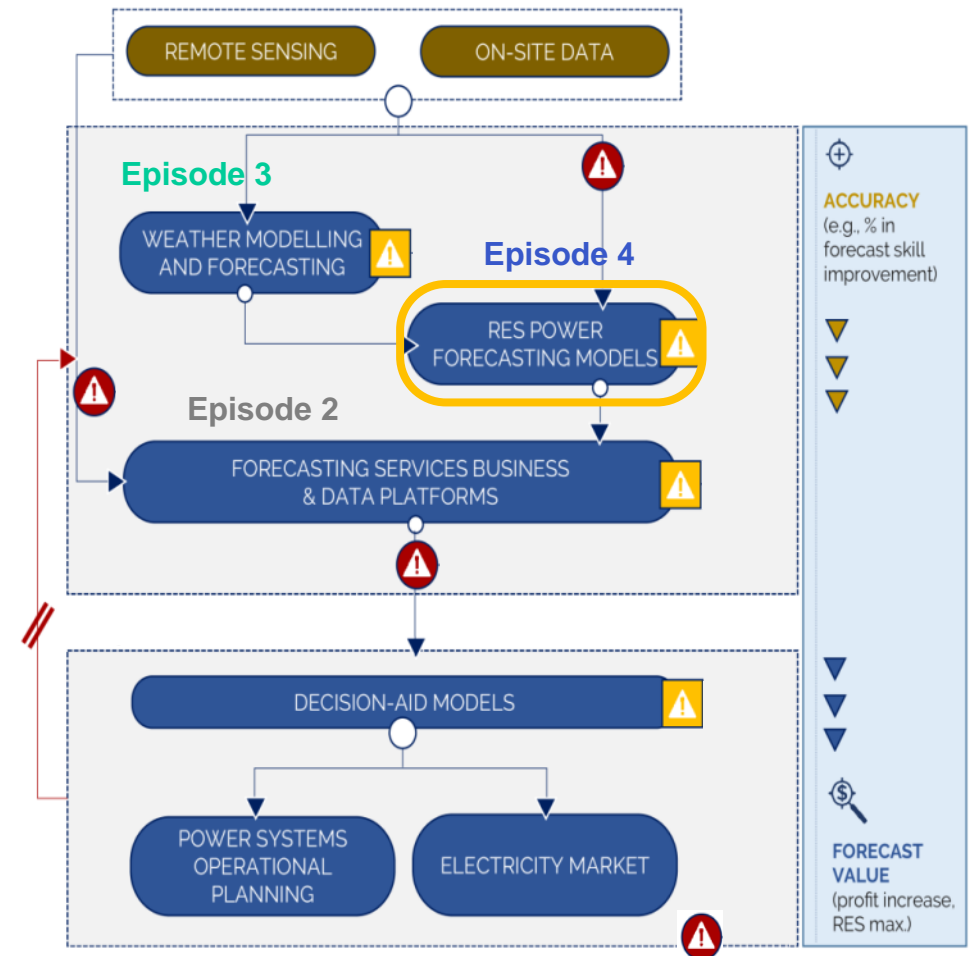 REMOTE SENSING
ON-SITE DATA
Episode 3
WEATHER MODELLING
AND FORECASTING
Episode 4
RES POWER
FORECASTING MODELS
Episode 2
FORECASTING SERVICES BUSINESS
& DATA PLATFORMS
DECISION-AID MODELS
POWER SYSTEMS
OPERATIONAL
PLANNING
ELECTRICITY MARKET
ACCURACY
(e.g., % in
forecast skill
improvement)
FORECAST
VALUE
(profit increase,
RES max.)